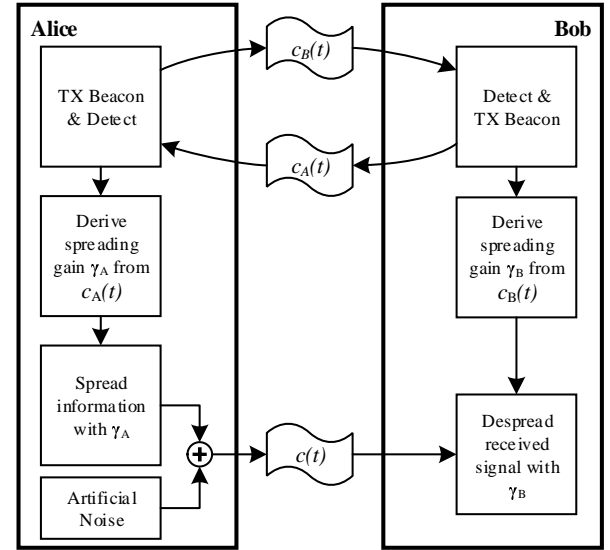 Alice
Bob
c_B(t)
TX Beacon
& Detect
Detect &
TX Beacon
c_A(t)
Derive
spreading
gain γ_A from
c_A(t)
Derive
spreading
gain γ_B from
c_B(t)
Spread
information
with γ_A
+
c(t)
Despread
received
signal with
γ_B
Artificial
Noise